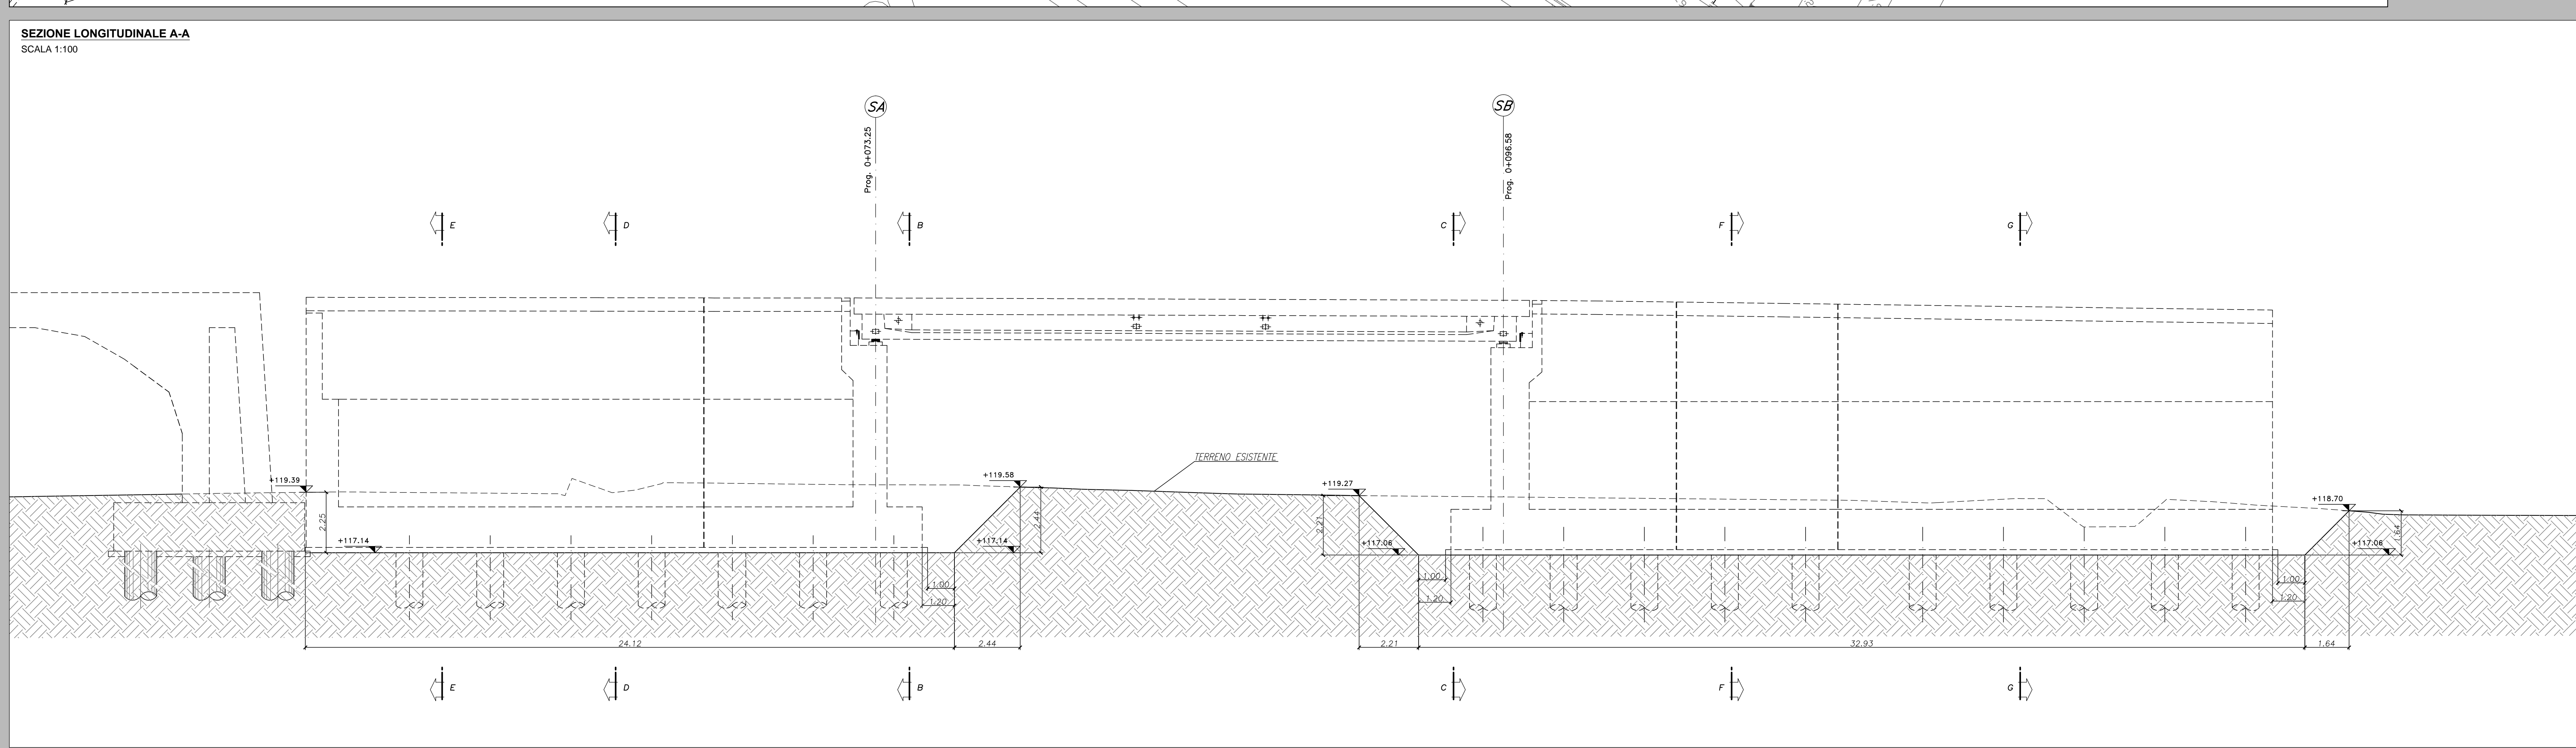 SEZIONE LONGITUDINALE A-A
SCALA 1:100
SA
SB
Prog. 0+073.25
Prog. 0+096.58
E
D
B
C
F
G
TERRENO ESISTENTE
+119.39
+119.58
+119.27
+118.70
2.25
2.44
2.21
1.64
+117.14
+117.14
+117.06
+117.06
1.00
1.20
1.00
1.20
1.00
1.20
24.12
2.44
2.21
32.93
1.64
E
D
B
C
F
G